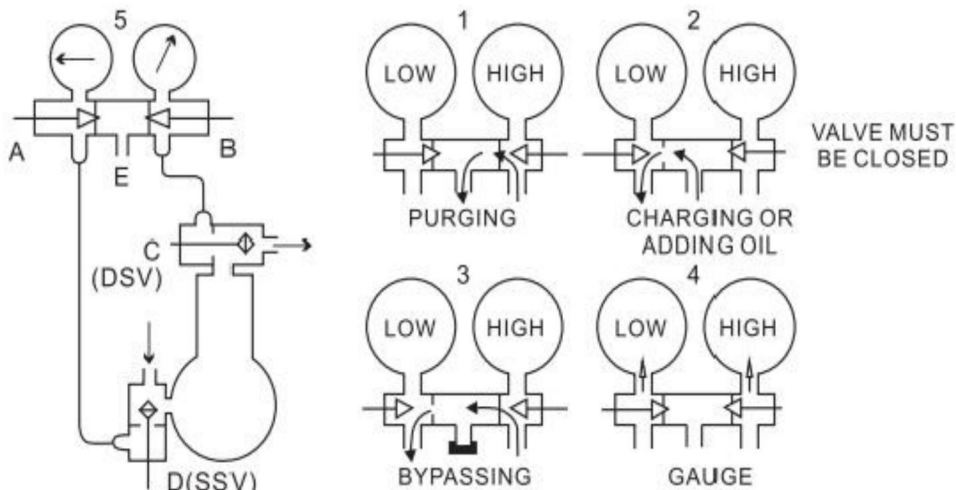 5
A
E
B
C
(DSV)
D(SSV)
1
LOW
HIGH
PURGING
2
LOW
HIGH
CHARGING OR
ADDING OIL
VALVE MUST
BE CLOSED
3
LOW
HIGH
BYPASSING
4
LOW
HIGH
GAUGE